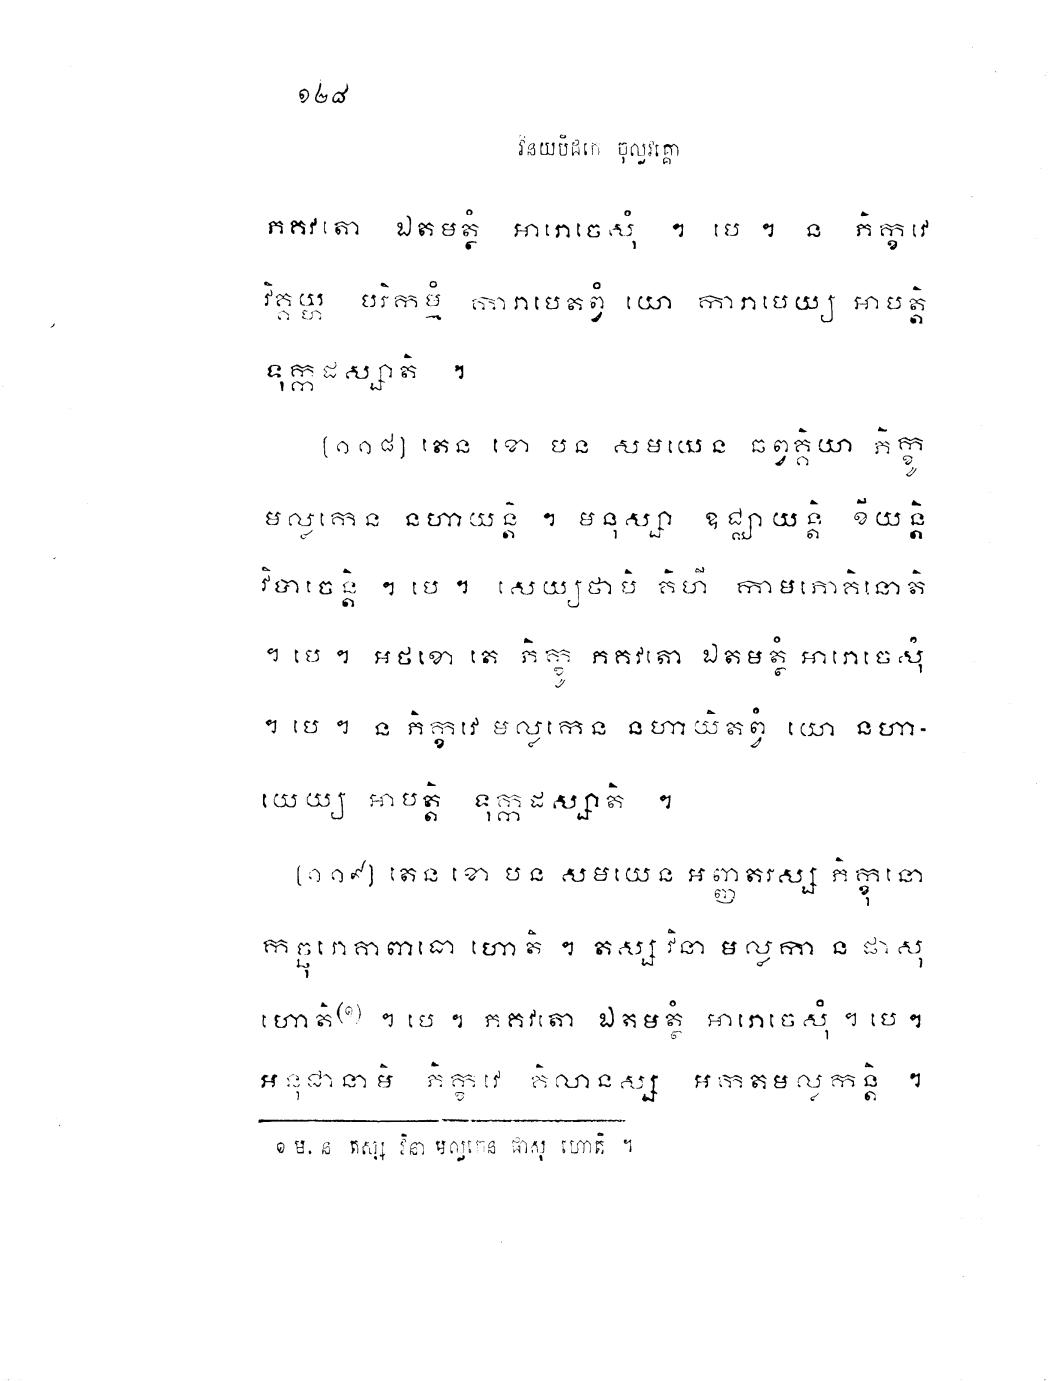 ១២៨
វិនយបិដកេ ចុល្លវគ្គោ
ភគវតោ ឯតមត្ថំ អារោចេសុំ ។ បេ ។ ន ភិក្ខវេ
វិគ្គយ្ហ បរិកម្មំ ការាបេតព្វំ យោ ការាបេយ្យ អាបត្តិ
ទុក្កដស្សាតិ ។
(១១៨) តេន ខោ បន សមយេន ឆព្វគ្គិយា ភិក្ខូ
មល្លកេន នហាយន្តិ ។ មនុស្សា ឧជ្ឈាយន្តិ ខីយន្តិ
វិបាចេន្តិ ។ បេ ។ សេយ្យថាបិ គិហី កាមភោគិនោតិ
។ បេ ។ អថខោ តេ ភិក្ខូ ភគវតោ ឯតមត្ថំ អារោចេសុំ
។ បេ ។ ន ភិក្ខវេ មល្លកេន នហាយិតព្វំ យោ នហា-
យេយ្យ អាបត្តិ ទុក្កដស្សាតិ ។
(១១៩) តេន ខោ បន សមយេន អញ្ញតរស្ស ភិក្ខុនោ
កច្ឆុរោគាពាធោ ហោតិ ។ តស្ស វិនា មល្លកា ន ផាសុ
ហោតិ(១) ។ បេ ។ ភគវតោ ឯតមត្ថំ អារោចេសុំ ។ បេ ។
អនុជានាមិ ភិក្ខវេ គិលានស្ស អកតមល្លកន្តិ ។
១ ម. ន តស្ស វិនា មល្លកេន ផាសុ ហោតិ ។